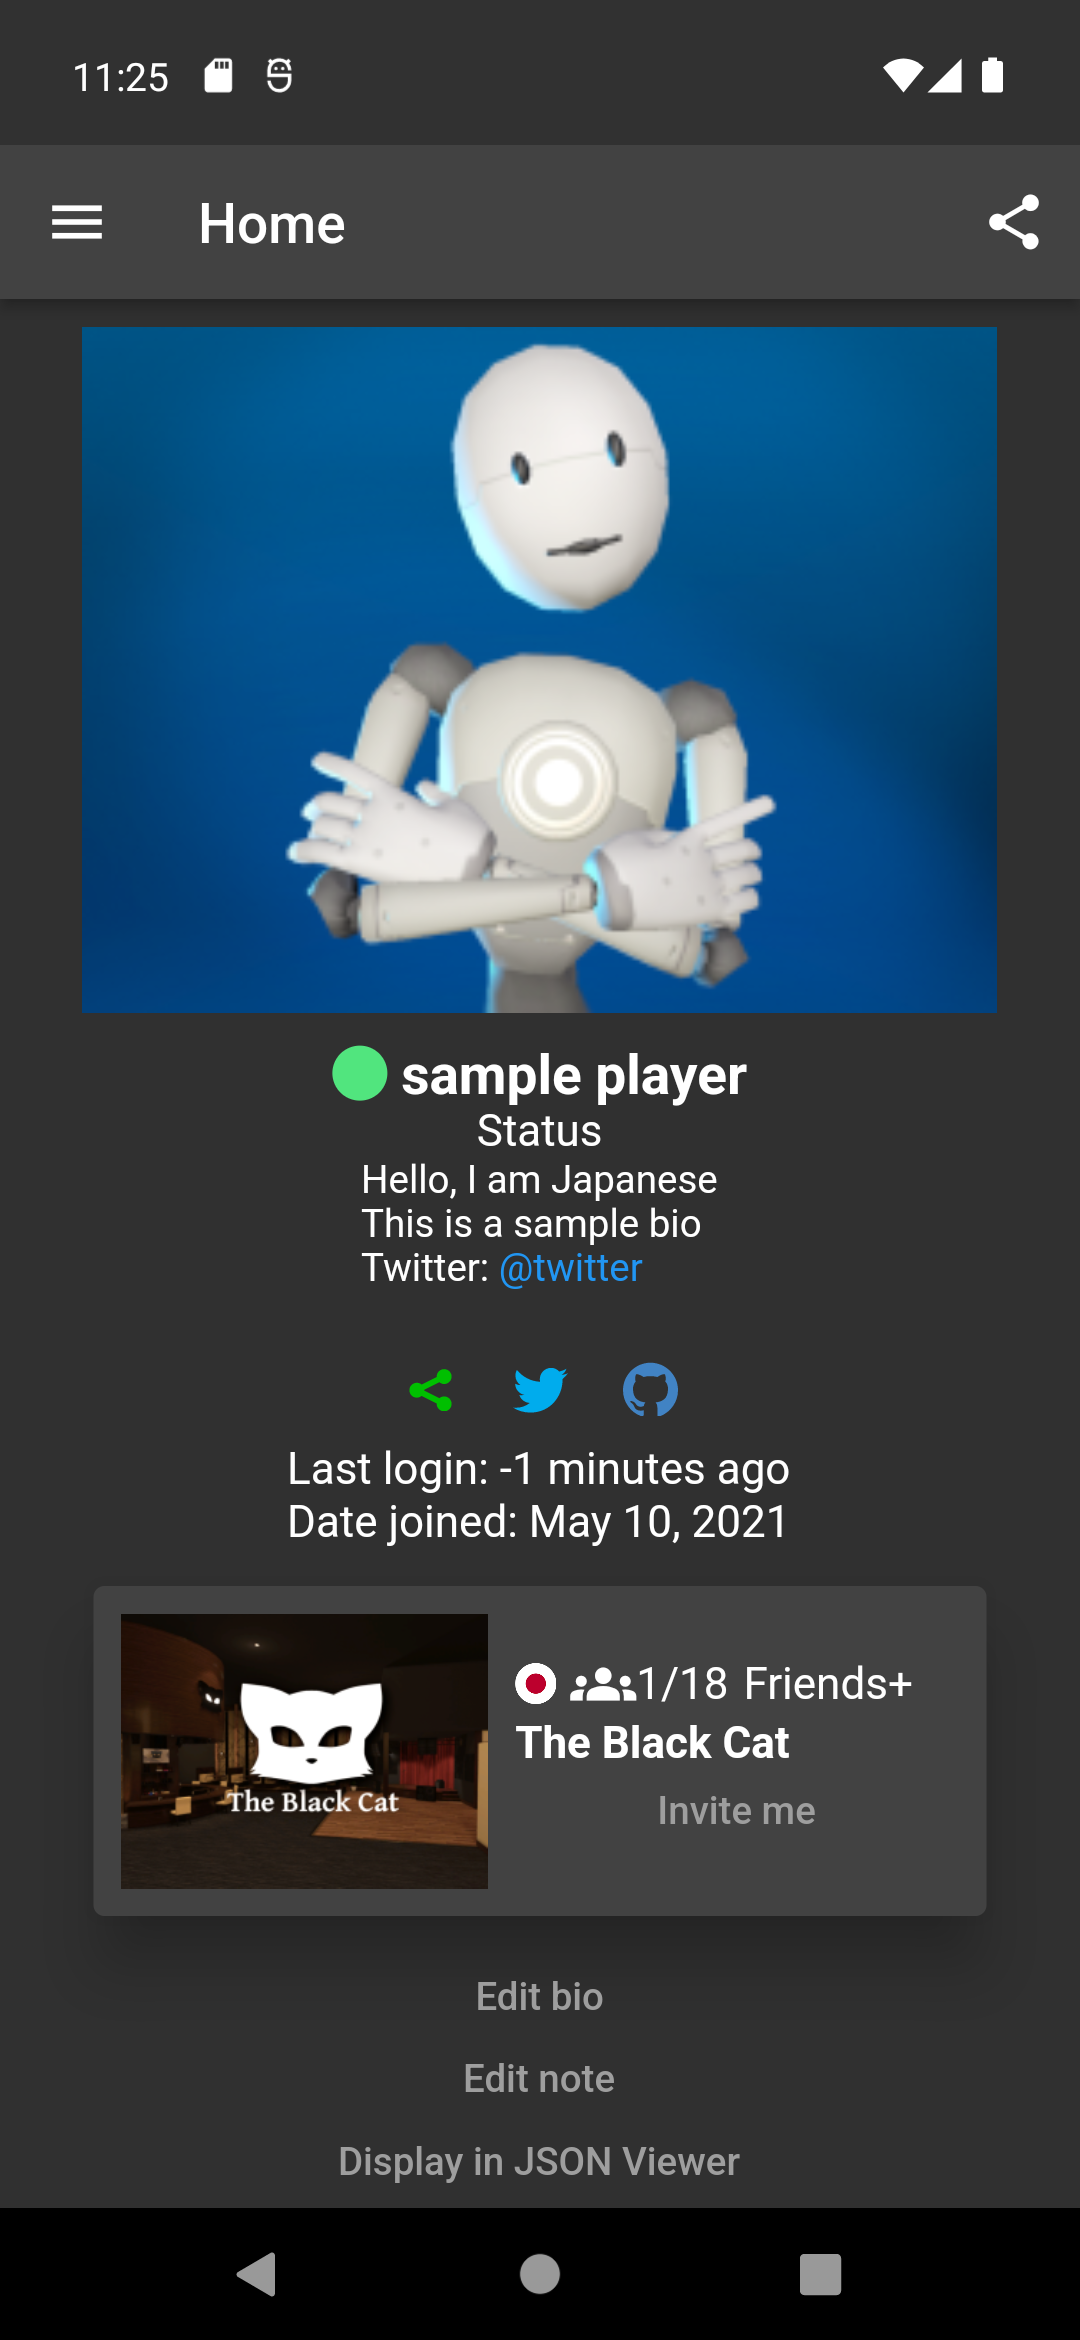 11:25
Home
sample player
Status
Hello, I am Japanese
This is a sample bio
Twitter: @twitter
Last login: -1 minutes ago
Date joined: May 10, 2021
The Black Cat
1/18 Friends+
The Black Cat
Invite me
Edit bio
Edit note
Display in JSON Viewer